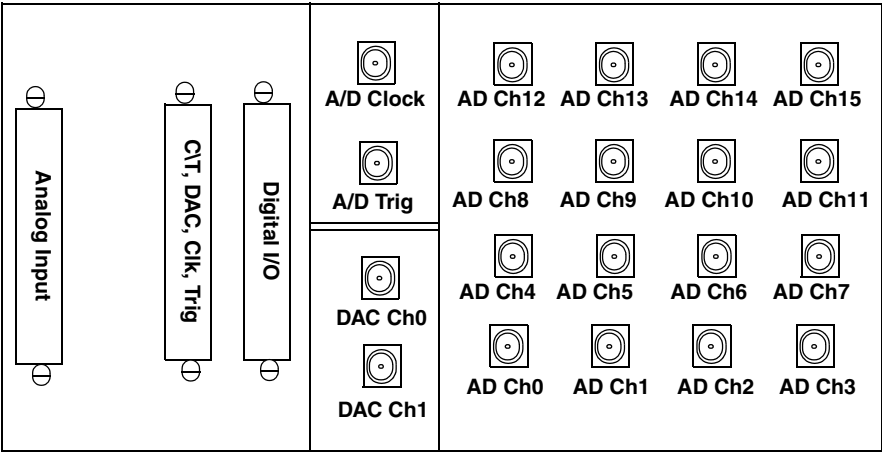 Analog Input
C\T, DAC, Clk, Trig
Digital I/O
A/D Clock
A/D Trig
DAC Ch0
DAC Ch1
AD Ch12 AD Ch13 AD Ch14 AD Ch15
AD Ch8 AD Ch9 AD Ch10 AD Ch11
AD Ch4 AD Ch5 AD Ch6 AD Ch7
AD Ch0 AD Ch1 AD Ch2 AD Ch3